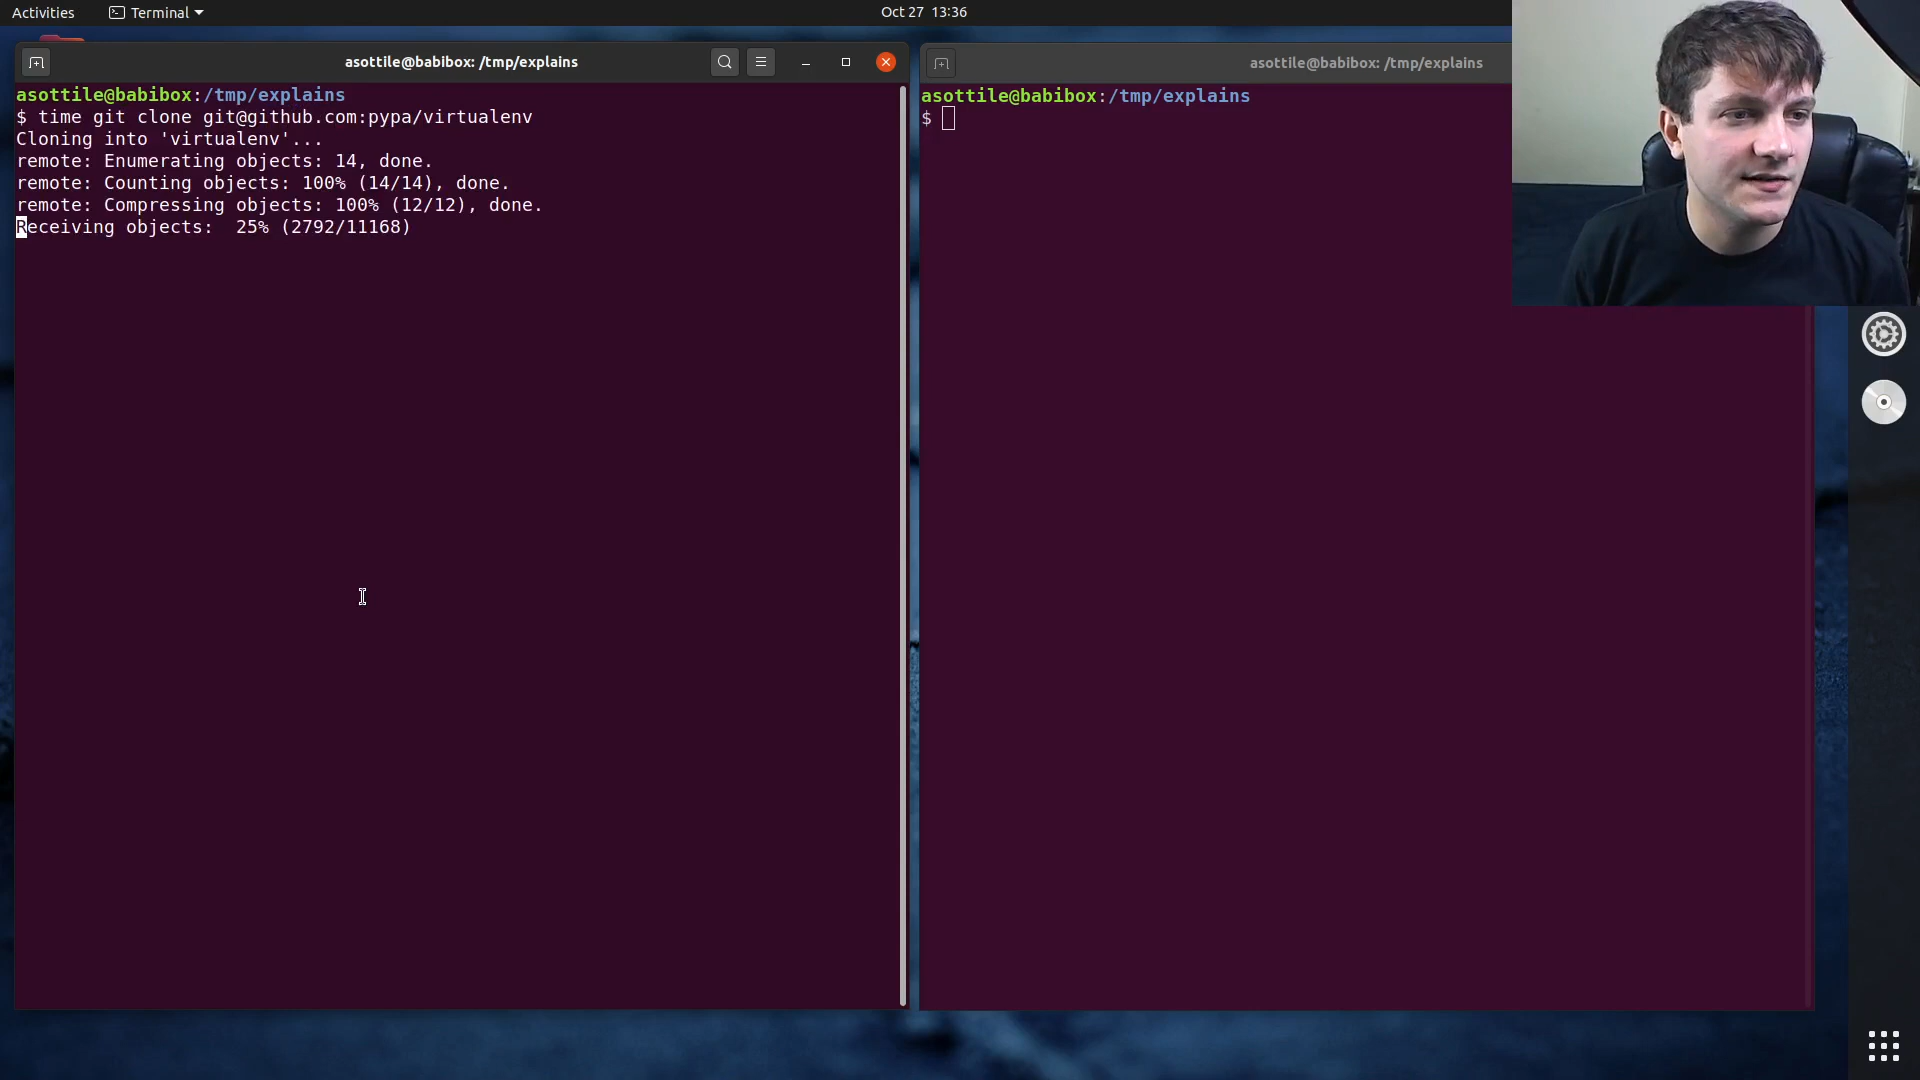 Activities
Terminal
Oct 27 13:36
asottile@babibox: /tmp/explains
asottile@babibox:/tmp/explains
$ time git clone git@github.com:pypa/virtualenv
Cloning into 'virtualenv'...
remote: Enumerating objects: 14, done.
remote: Counting objects: 100% (14/14), done.
remote: Compressing objects: 100% (12/12), done.
Receiving objects:  25% (2792/11168)
asottile@babibox: /tmp/explains
asottile@babibox:/tmp/explains
$